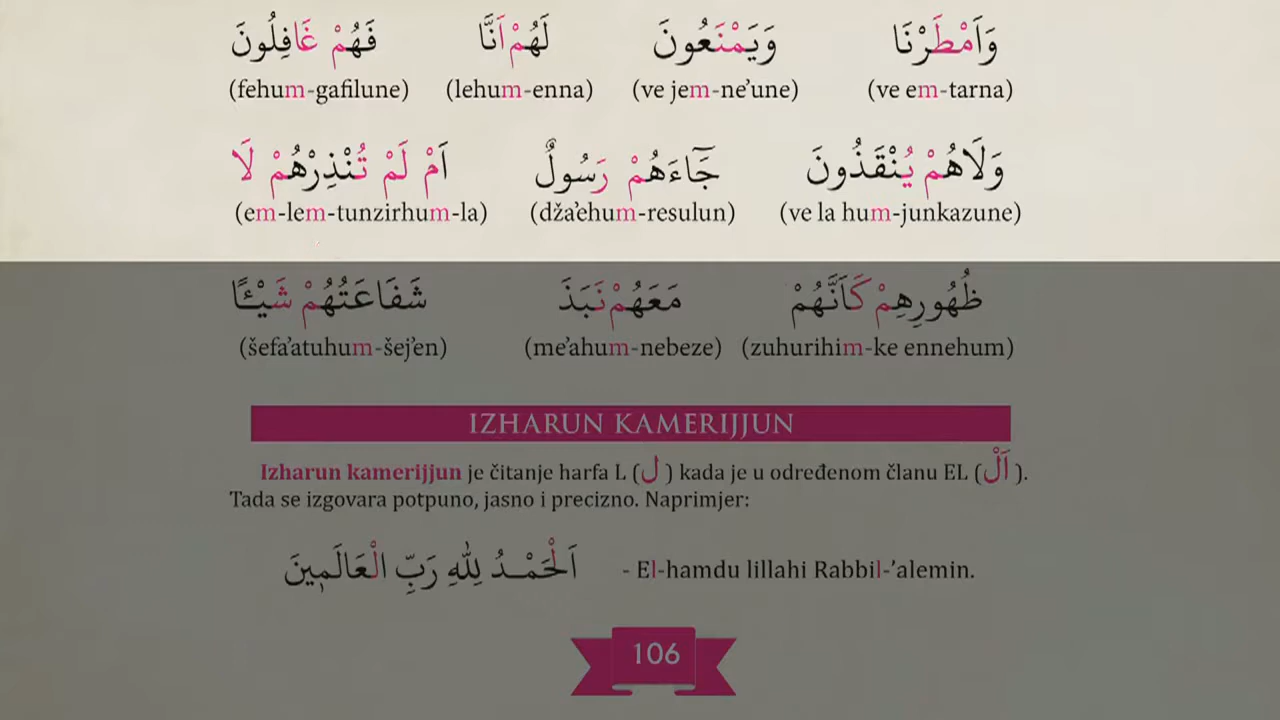 وَاَمْطَرْنَا وَيَمْنَعُونَ لَهُمْ اَنَّا فَهُمْ غَافِلُونَ
(fehum-gafilune) (lehum-enna) (ve jem-ne’une) (ve em-tarna)
وَلَاهُمْ يُنْقَذُونَ جَٓاءَهُمْ رَسُولٌ اَمْ لَمْ تُنْذِرْهُمْ لَا
(em-lem-tunzirhum-la) (dža’ehum-resulun) (ve la hum-junkazune)
ظُهُورِهِمْ كَاَنَّهُمْ مَعَهُمْ نَبَذَ شَفَاعَتُهُمْ شَيْـًٔا
(šefa’atuhum-šej’en) (me’ahum-nebeze) (zuhurihim-ke ennehum)
IZHARUN KAMERIJJUN
Izharun kamerijjun je čitanje harfa L (ل) kada je u određenom članu EL (اَلْ).
Tada se izgovara potpuno, jasno i precizno. Naprimjer:
اَلْحَمْدُ لِلّٰهِ رَبِّ الْعَالَمِينَ - El-hamdu lillahi Rabbil-’alemin.
106